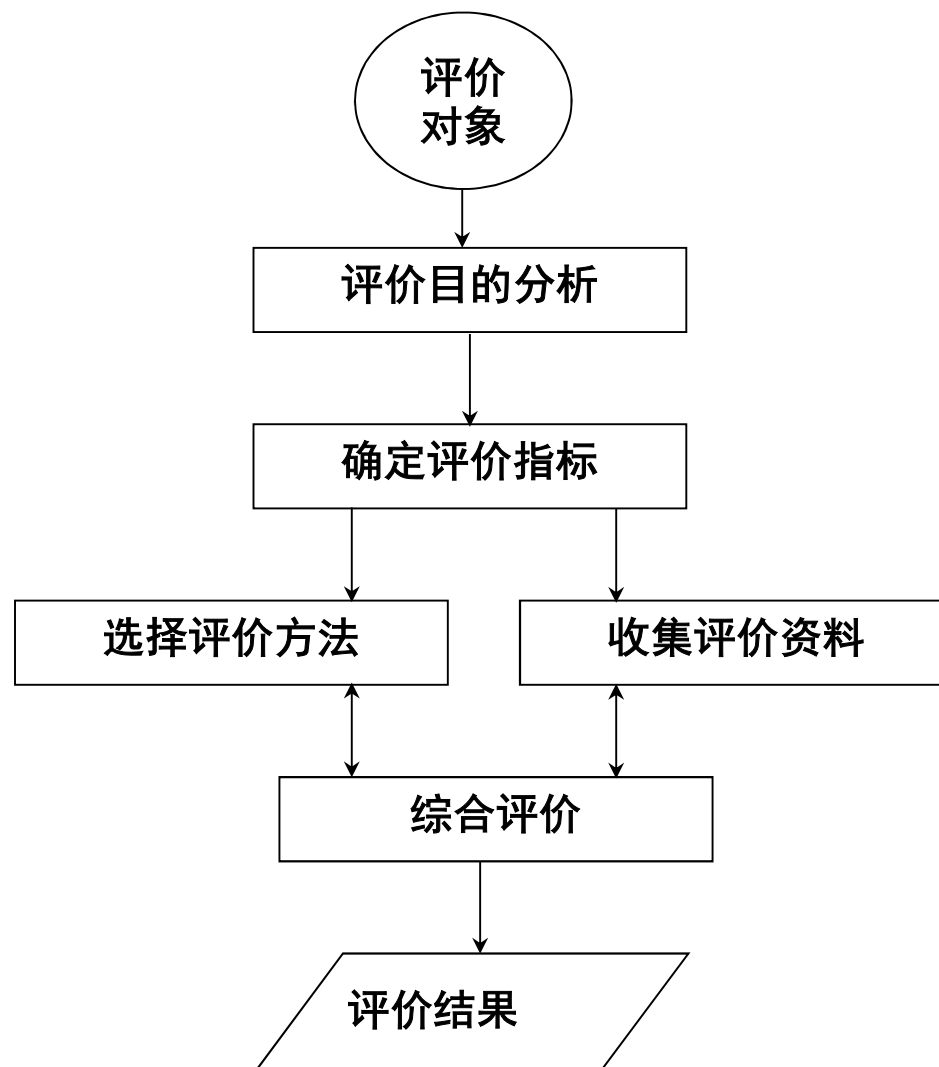 评价
对象
评价目的分析
确定评价指标
选择评价方法
收集评价资料
综合评价
评价结果